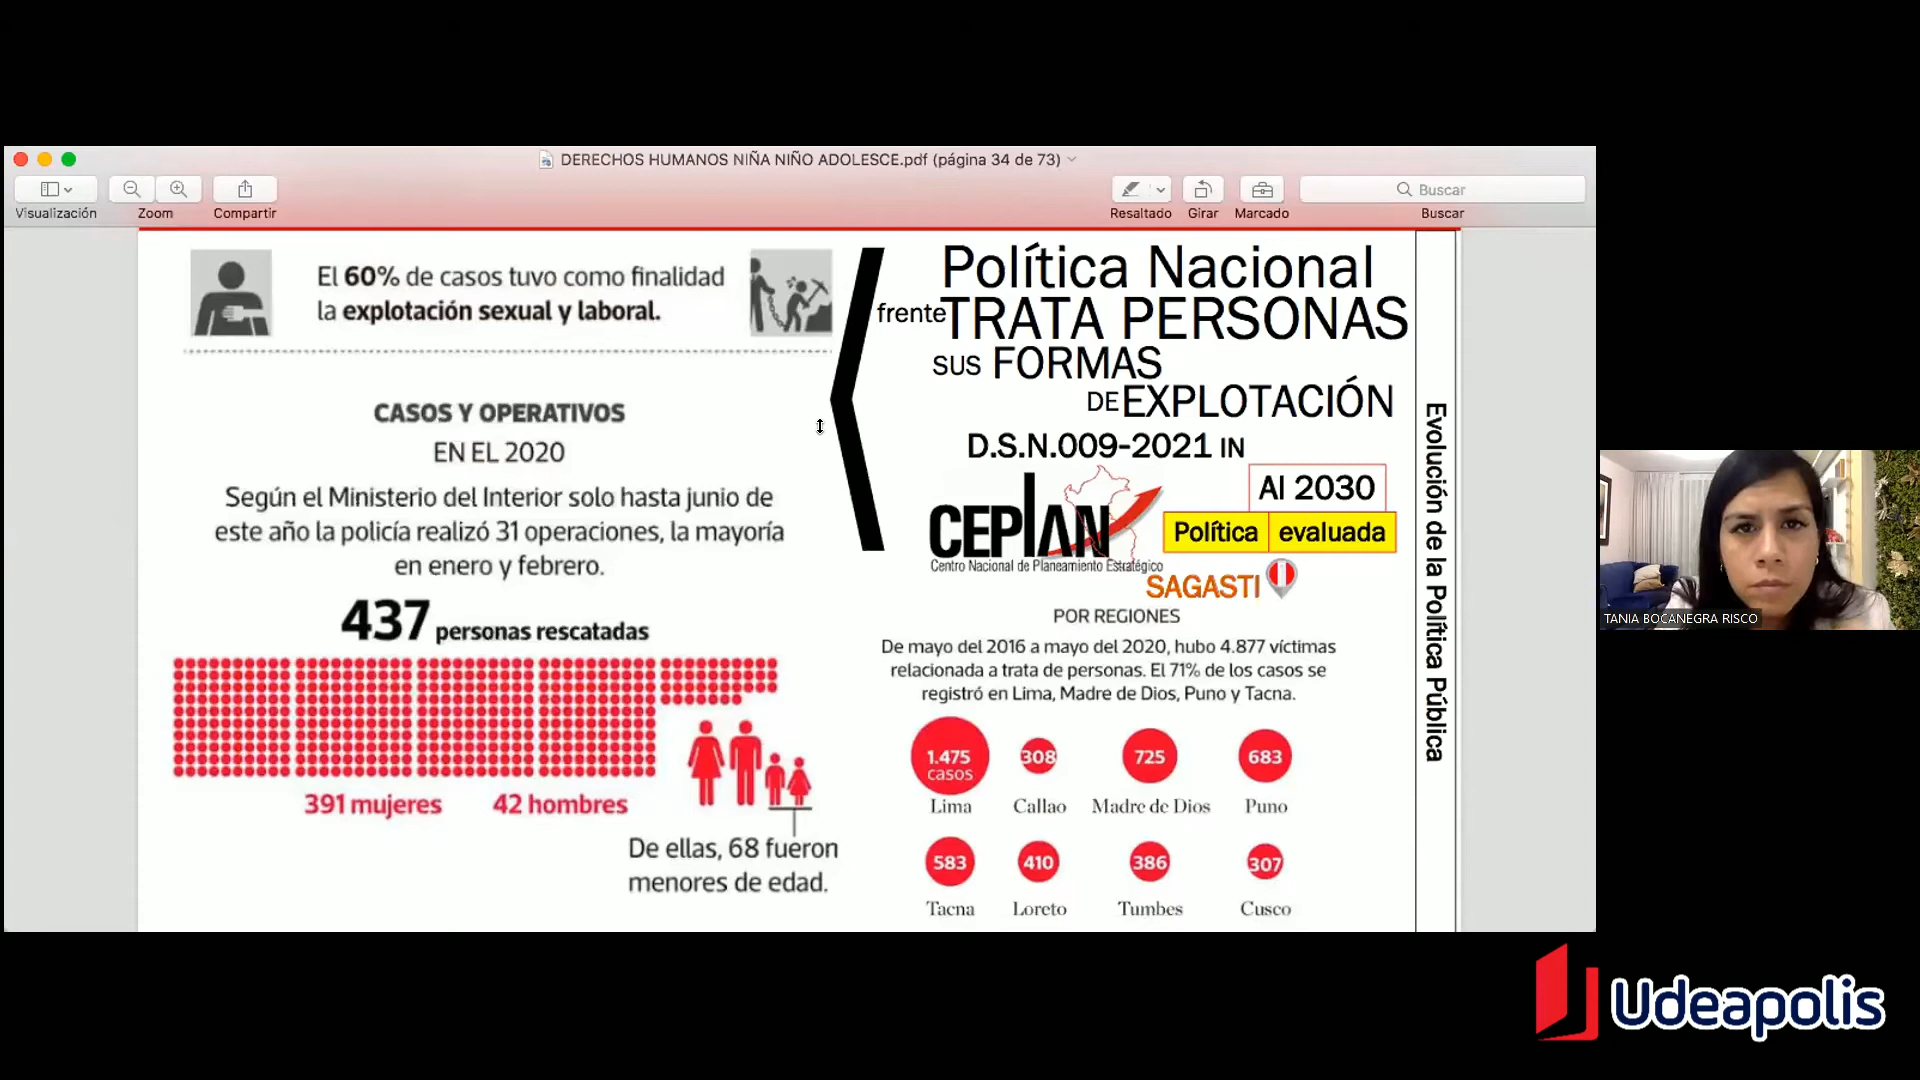 DERECHOS HUMANOS NIÑA NIÑO ADOLESCE.pdf (página 34 de 73)
Visualización
Zoom
Compartir
Resaltado
Girar
Marcado
Buscar
Buscar
El 60% de casos tuvo como finalidad
la explotación sexual y laboral.
CASOS Y OPERATIVOS
EN EL 2020
Según el Ministerio del Interior solo hasta junio de
este año la policía realizó 31 operaciones, la mayoría
en enero y febrero.
437 personas rescatadas
391 mujeres
42 hombres
De ellas, 68 fueron
menores de edad.
Política Nacional
frente TRATA PERSONAS
SUS FORMAS
DE EXPLOTACIÓN
D.S.N.009-2021 IN
Al 2030
CEPLAN
Política evaluada
Centro Nacional de Planeamiento Estratégico
SAGASTI
POR REGIONES
De mayo del 2016 a mayo del 2020, hubo 4.877 víctimas
relacionada a trata de personas. El 71% de los casos se
registró en Lima, Madre de Dios, Puno y Tacna.
1.475
casos
308
725
683
Lima
Callao
Madre de Dios
Puno
583
410
386
307
Tacna
Loreto
Tumbes
Cusco
Evolución de la Política Pública
TANIA BOCANEGRA RISCO
Udeapolis